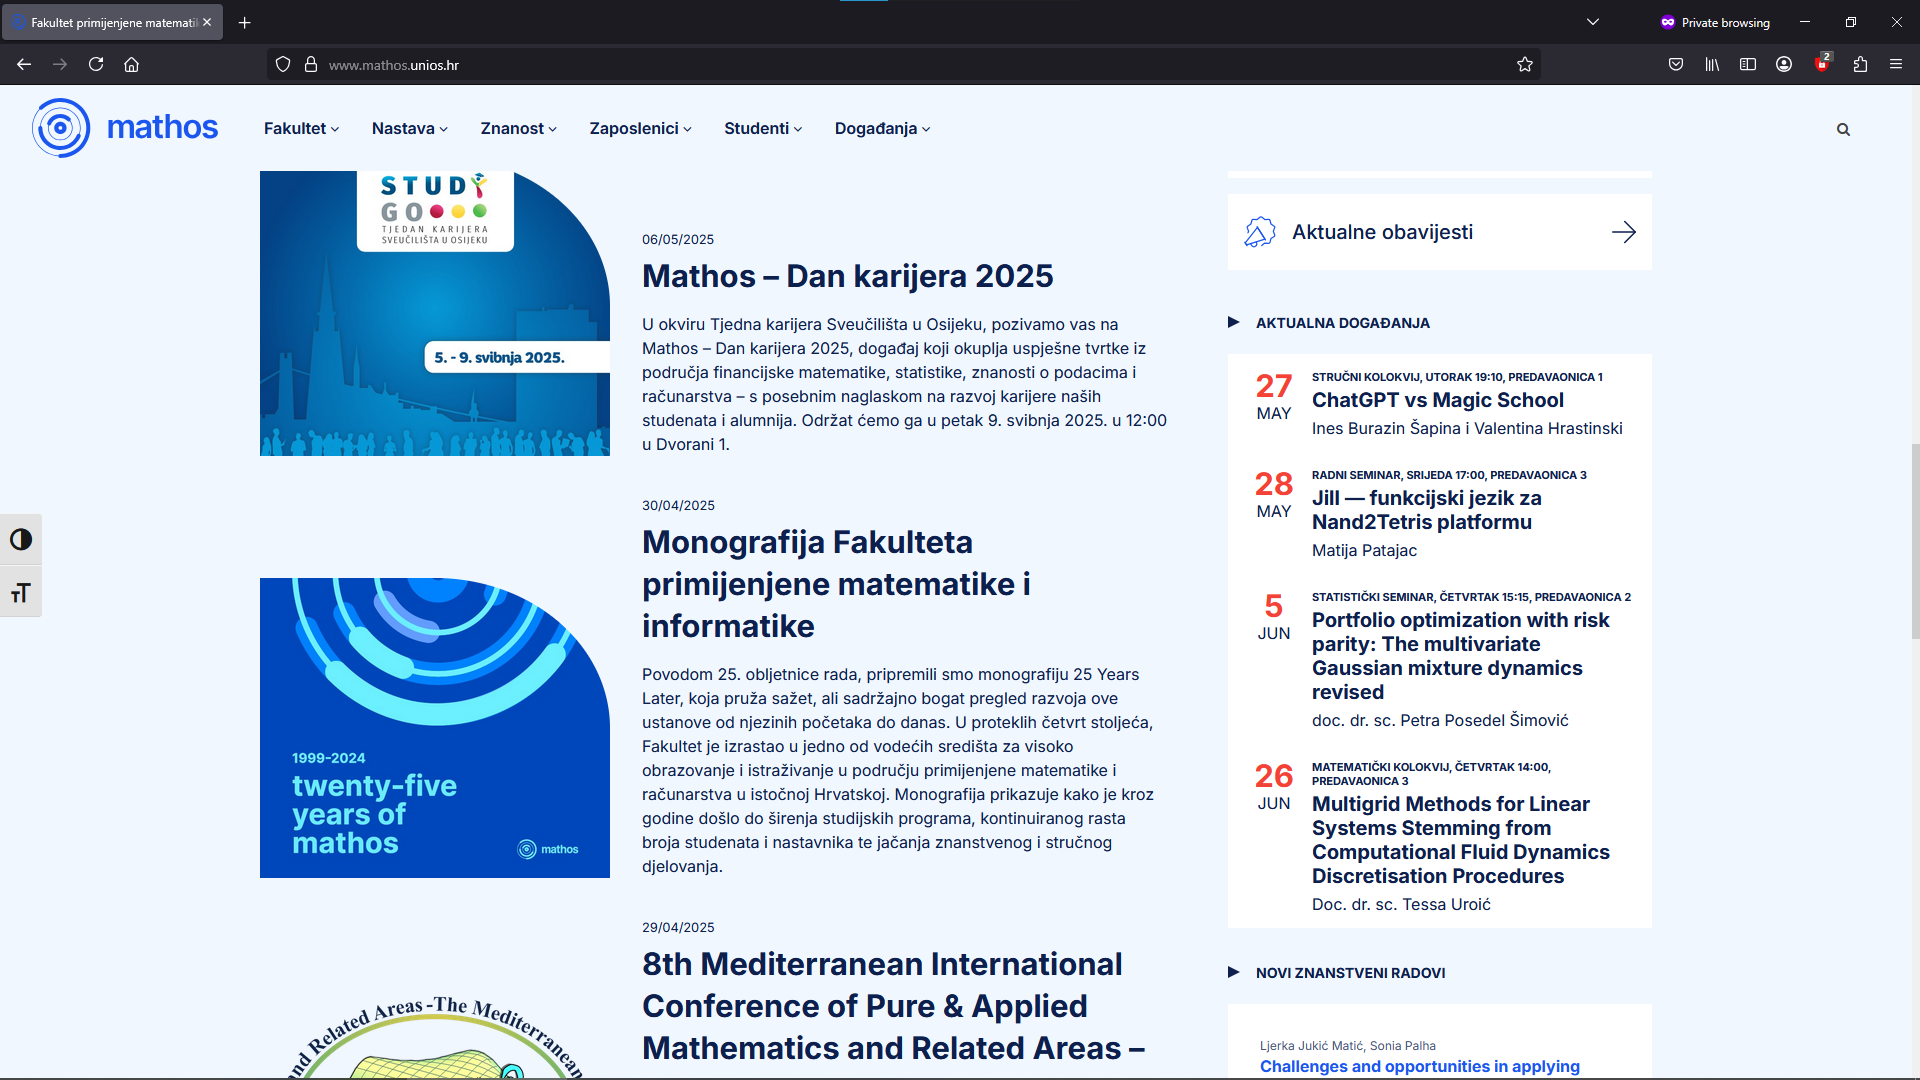 Fakultet primijenjene matemati
Private browsing
www.mathos.unios.hr
2
mathos
Fakultet
Nastava
Znanost
Zaposlenici
Studenti
Događanja
STUDY
GO
TJEDAN KARIJERA
SVEUČILIŠTA U OSIJEKU
5. - 9. svibnja 2025.
06/05/2025
Mathos – Dan karijera 2025
U okviru Tjedna karijera Sveučilišta u Osijeku, pozivamo vas na
Mathos – Dan karijera 2025, događaj koji okuplja uspješne tvrtke iz
područja financijske matematike, statistike, znanosti o podacima i
računarstva – s posebnim naglaskom na razvoj karijere naših
studenata i alumnija. Održat ćemo ga u petak 9. svibnja 2025. u 12:00
u Dvorani 1.
1999-2024
twenty-five
years of
mathos
mathos
30/04/2025
Monografija Fakulteta
primijenjene matematike i
informatike
Povodom 25. obljetnice rada, pripremili smo monografiju 25 Years
Later, koja pruža sažet, ali sadržajno bogat pregled razvoja ove
ustanove od njezinih početaka do danas. U proteklih četvrt stoljeća,
Fakultet je izrastao u jedno od vodećih središta za visoko
obrazovanje i istraživanje u području primijenjene matematike i
računarstva u istočnoj Hrvatskoj. Monografija prikazuje kako je kroz
godine došlo do širenja studijskih programa, kontinuiranog rasta
broja studenata i nastavnika te jačanja znanstvenog i stručnog
djelovanja.
and Related Areas -The Mediterranean
29/04/2025
8th Mediterranean International
Conference of Pure & Applied
Mathematics and Related Areas –
Aktualne obavijesti
AKTUALNA DOGAĐANJA
27
MAY
STRUČNI KOLOKVIJ, UTORAK 19:10, PREDAVAONICA 1
ChatGPT vs Magic School
Ines Burazin Šapina i Valentina Hrastinski
28
MAY
RADNI SEMINAR, SRIJEDA 17:00, PREDAVAONICA 3
Jill — funkcijski jezik za
Nand2Tetris platformu
Matija Patajac
5
JUN
STATISTIČKI SEMINAR, ČETVRTAK 15:15, PREDAVAONICA 2
Portfolio optimization with risk
parity: The multivariate
Gaussian mixture dynamics
revised
doc. dr. sc. Petra Posedel Šimović
26
JUN
MATEMATIČKI KOLOKVIJ, ČETVRTAK 14:00,
PREDAVAONICA 3
Multigrid Methods for Linear
Systems Stemming from
Computational Fluid Dynamics
Discretisation Procedures
Doc. dr. sc. Tessa Uroić
NOVI ZNANSTVENI RADOVI
Ljerka Jukić Matić, Sonia Palha
Challenges and opportunities in applying